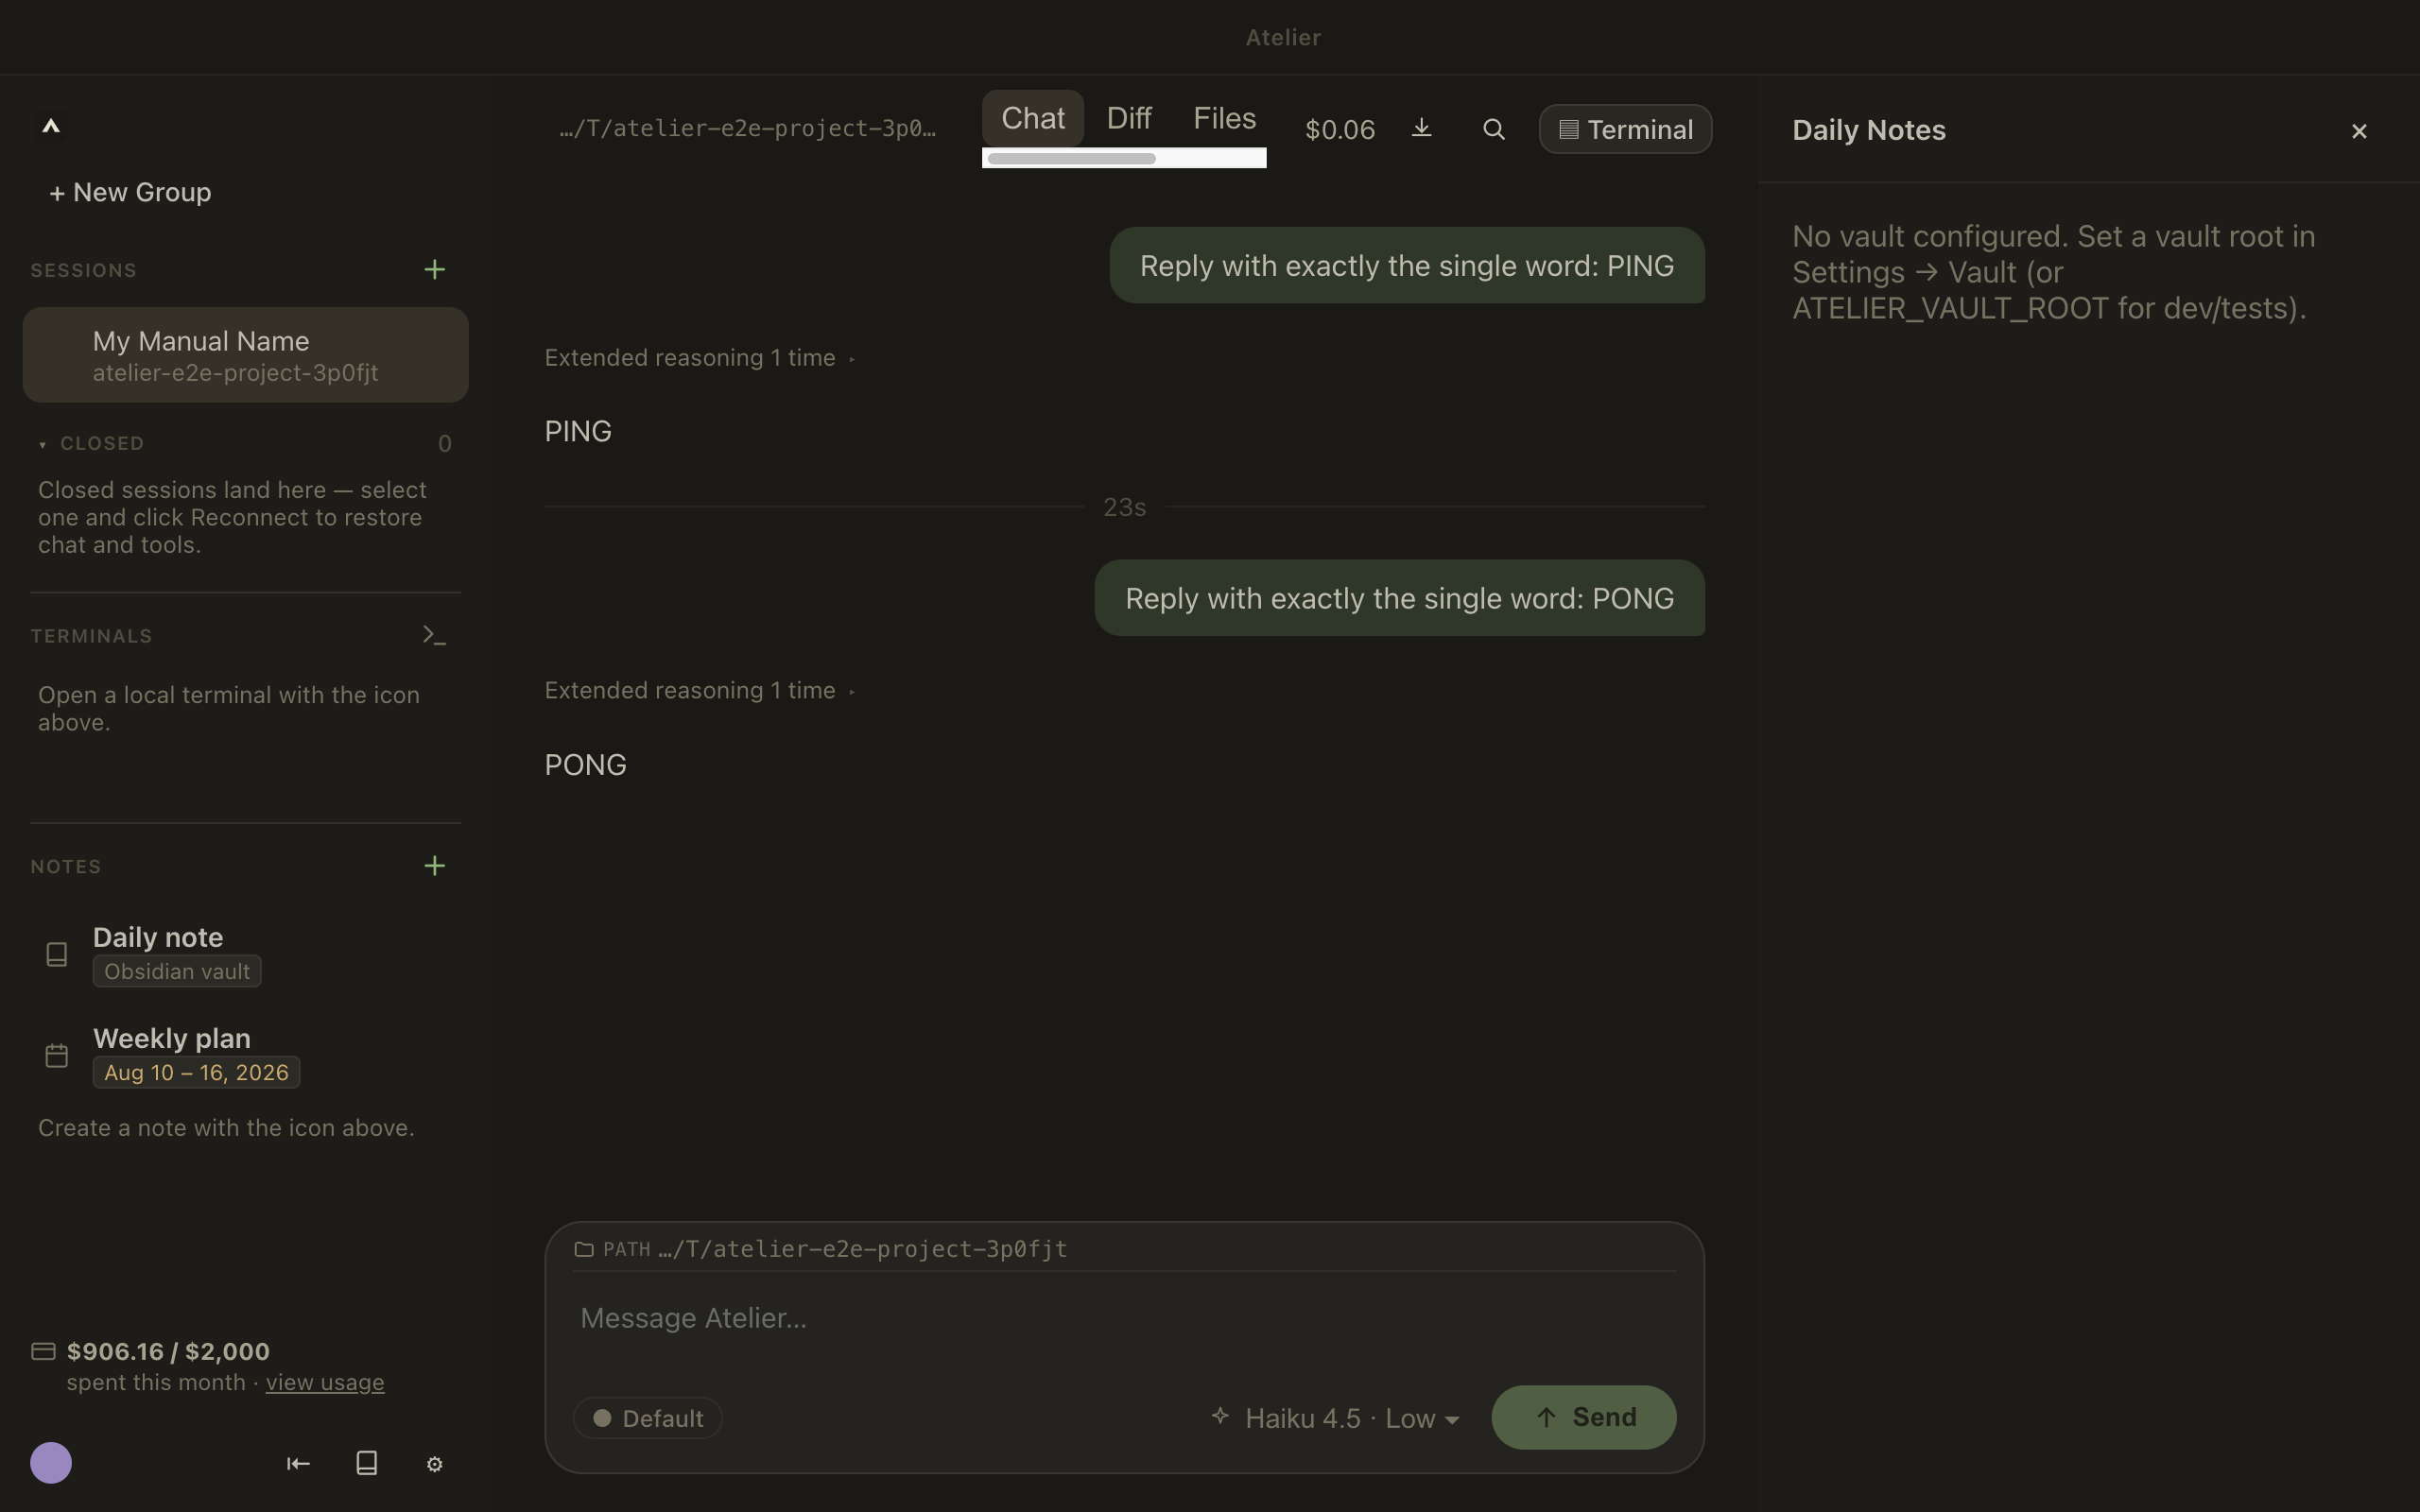 Atelier
+ New Group
SESSIONS
My Manual Name
atelier-e2e-project-3p0fjt
CLOSED 0
Closed sessions land here — select
one and click Reconnect to restore
chat and tools.
TERMINALS
Open a local terminal with the icon
above.
NOTES
Daily note
Obsidian vault
Weekly plan
Aug 10 – 16, 2026
Create a note with the icon above.
$906.16 / $2,000
spent this month · view usage
…/T/atelier-e2e-project-3p0…
Chat Diff Files
$0.06
Terminal
Reply with exactly the single word: PING
Extended reasoning 1 time
PING
23s
Reply with exactly the single word: PONG
Extended reasoning 1 time
PONG
PATH …/T/atelier-e2e-project-3p0fjt
Message Atelier…
Default
Haiku 4.5 · Low
Send
Daily Notes
No vault configured. Set a vault root in
Settings → Vault (or
ATELIER_VAULT_ROOT for dev/tests).